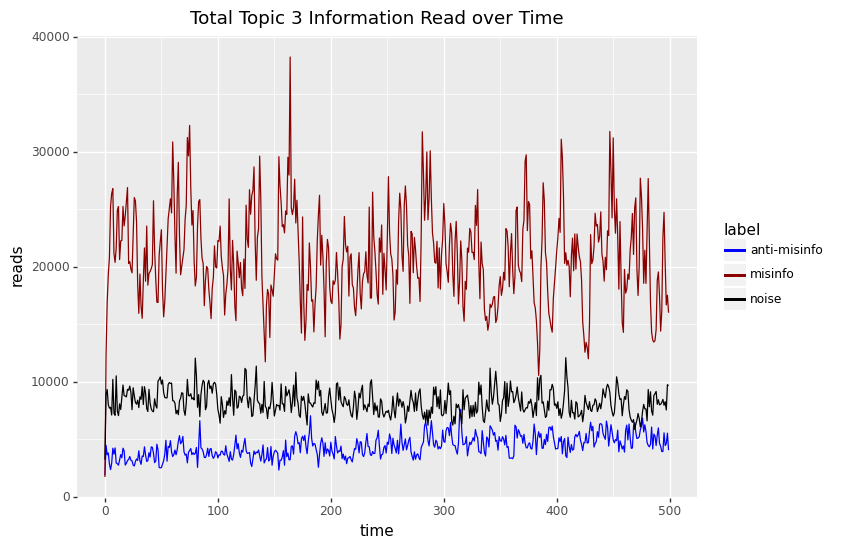 Total Topic 3 Information Read over Time
reads
40000
30000
20000
10000
0
0 100 200 300 400 500
time
label
anti-misinfo
misinfo
noise